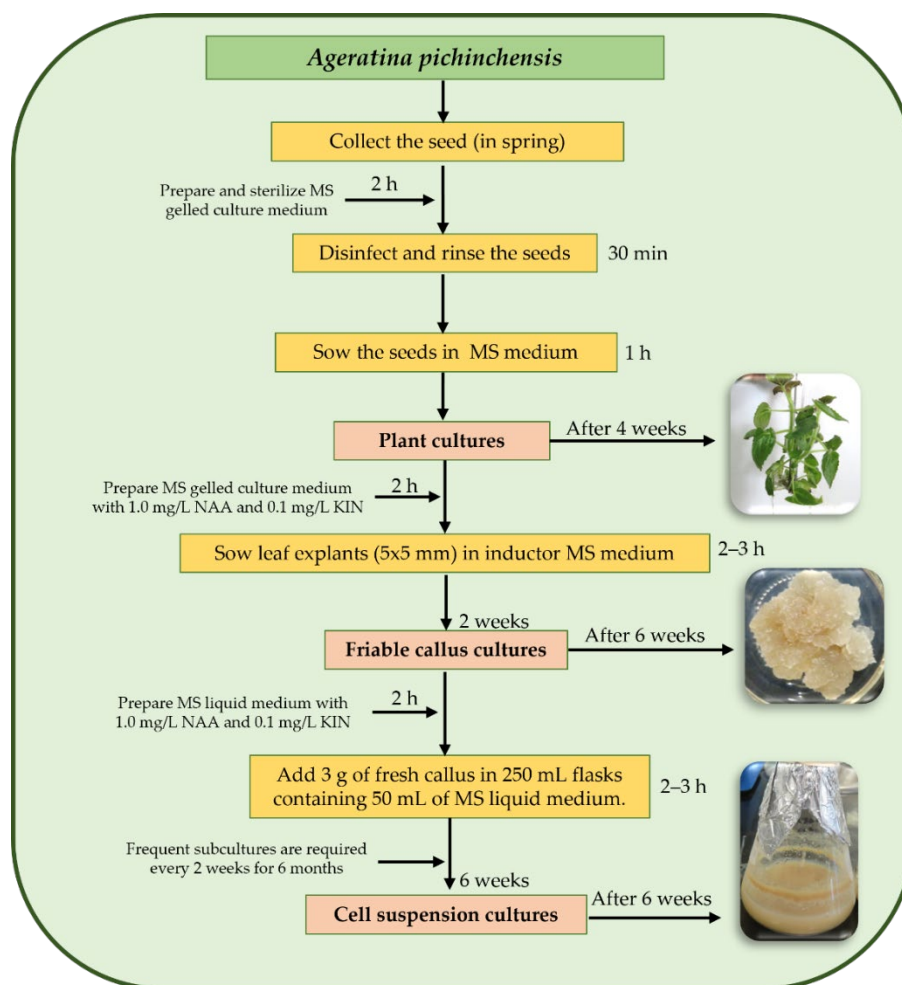 Ageratina pichinchensis
Collect the seed (in spring)
Prepare and sterilize MS
gelled culture medium
2 h
Disinfect and rinse the seeds
30 min
Sow the seeds in MS medium
1 h
Plant cultures
After 4 weeks
Prepare MS gelled culture medium
with 1.0 mg/L NAA and 0.1 mg/L KIN
2 h
Sow leaf explants (5x5 mm) in inductor MS medium
2–3 h
2 weeks
Friable callus cultures
After 6 weeks
Prepare MS liquid medium with
1.0 mg/L NAA and 0.1 mg/L KIN
2 h
Add 3 g of fresh callus in 250 mL flasks
containing 50 mL of MS liquid medium.
2–3 h
Frequent subcultures are required
every 2 weeks for 6 months
6 weeks
Cell suspension cultures
After 6 weeks